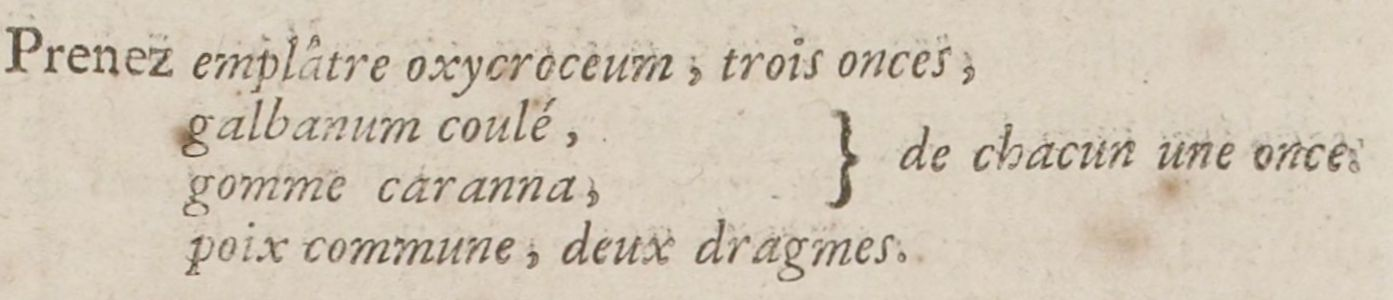 Prenez emplâtre oxycroceum, trois onces,
galbanum coulé,
gomme caranna,
} de chacun une once.
poix commune, deux dragmes.